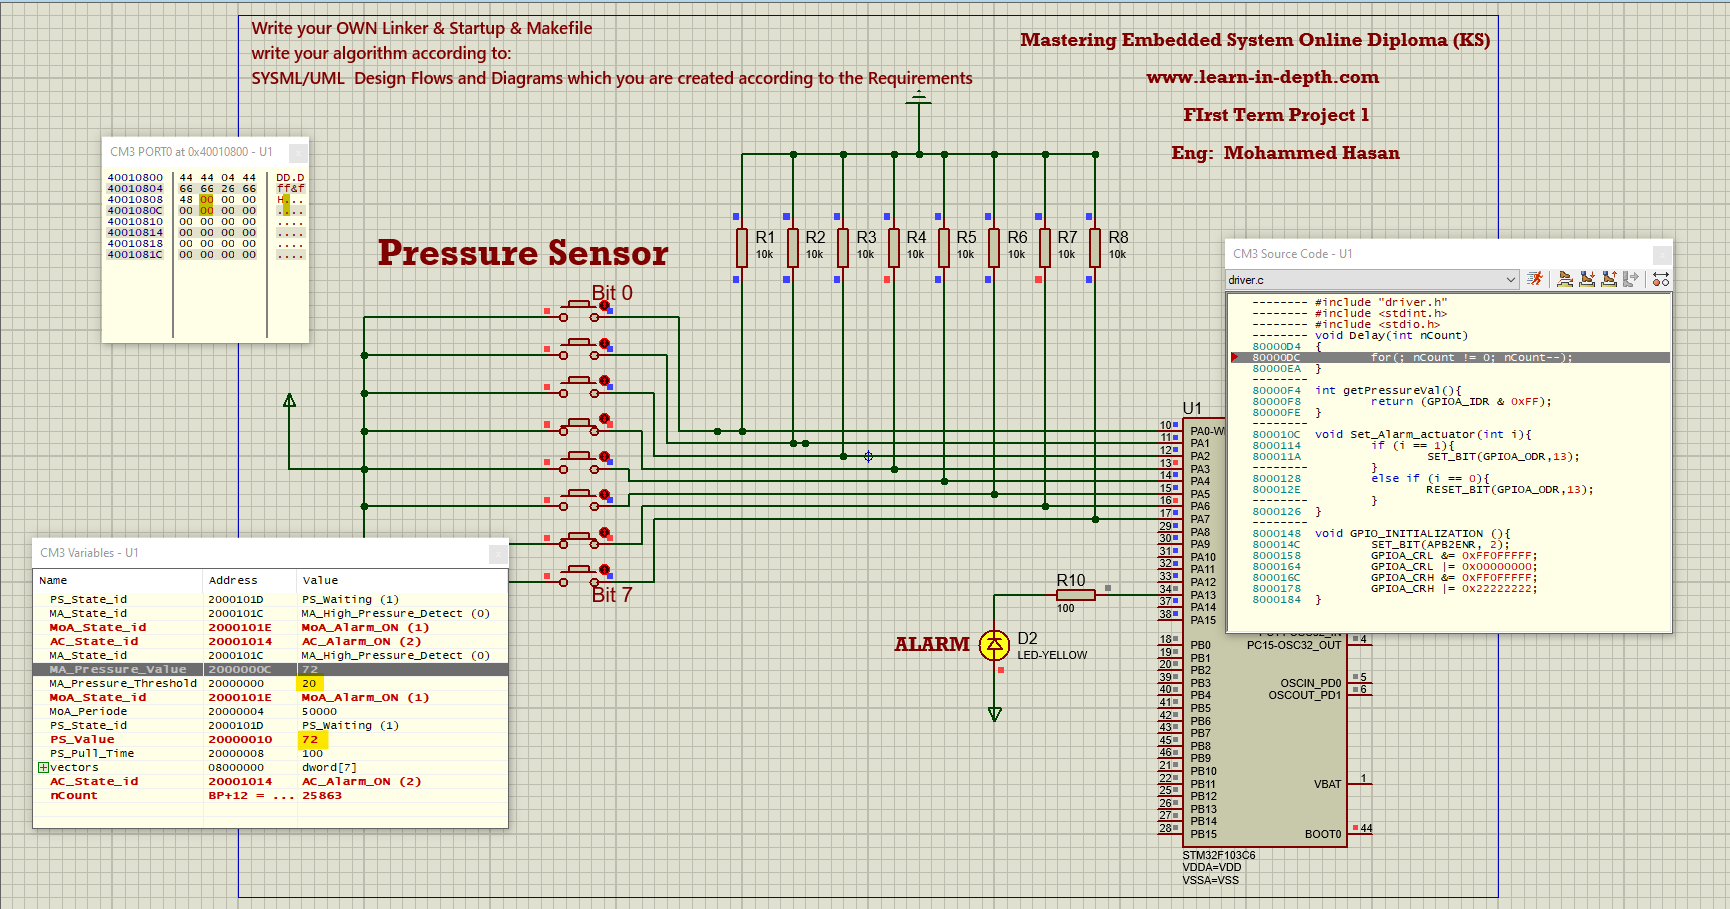 Write your OWN Linker & Startup & Makefile
write your algorithm according to:
SYSML/UML  Design Flows and Diagrams which you are created according to the Requirements
Mastering Embedded System Online Diploma (KS)
www.learn-in-depth.com
FIrst Term Project 1
Eng:  Mohammed Hasan
CM3 PORT0 at 0x40010800 - U1
40010800 44 44 04 44 DD.D
40010804 66 66 26 66 ff&f
40010808 48 00 00 00 H...
4001080C 00 00 00 00 ....
40010810 00 00 00 00 ....
40010814 00 00 00 00 ....
40010818 00 00 00 00 ....
4001081C 00 00 00 00 ....
Pressure Sensor
Bit 0
Bit 7
R1 10k
R2 10k
R3 10k
R4 10k
R5 10k
R6 10k
R7 10k
R8 10k
CM3 Source Code - U1
driver.c
-------- #include "driver.h"
-------- #include <stdint.h>
-------- #include <stdio.h>
-------- void Delay(int nCount)
80000D4 {
80000DC for(; nCount != 0; nCount--);
80000EA }
--------
80000F4 int getPressureVal(){
80000F8 return (GPIOA_IDR & 0xFF);
80000FE }
--------
800010C void Set_Alarm_actuator(int i){
8000114 if (i == 1){
800011A SET_BIT(GPIOA_ODR,13);
-------- }
8000128 else if (i == 0){
800012E RESET_BIT(GPIOA_ODR,13);
-------- }
8000126 }
--------
8000148 void GPIO_INITIALIZATION (){
800014C SET_BIT(APB2ENR, 2);
8000158 GPIOA_CRL &= 0xFF0FFFFF;
8000164 GPIOA_CRL |= 0x00000000;
800016C GPIOA_CRH &= 0xFF0FFFFF;
8000178 GPIOA_CRH |= 0x22222222;
8000184 }
CM3 Variables - U1
Name Address Value
PS_State_id 2000101D PS_Waiting (1)
MA_State_id 2000101C MA_High_Pressure_Detect (0)
MoA_State_id 2000101E MoA_Alarm_ON (1)
AC_State_id 20001014 AC_Alarm_ON (2)
MA_State_id 2000101C MA_High_Pressure_Detect (0)
MA_Pressure_Value 2000000C 72
MA_Pressure_Threshold 20000000 20
MoA_State_id 2000101E MoA_Alarm_ON (1)
MoA_Periode 20000004 50000
PS_State_id 2000101D PS_Waiting (1)
PS_Value 20000010 72
PS_Pull_Time 20000008 100
vectors 08000000 dword[7]
AC_State_id 20001014 AC_Alarm_ON (2)
nCount BP+12 = ... 25863
R10
100
ALARM
D2
LED-YELLOW
U1
10 PA0-W
11 PA1
12 PA2
13 PA3
14 PA4
15 PA5
16 PA6
17 PA7
29 PA8
30 PA9
31 PA10
32 PA11
33 PA12
34 PA13
37 PA14
38 PA15
18 PB0
19 PB1
20 PB2
39 PB3
40 PB4
41 PB5
42 PB6
43 PB7
45 PB8
46 PB9
21 PB10
22 PB11
25 PB12
26 PB13
27 PB14
28 PB15
PC15-OSC32_OUT 4
OSCIN_PD0 5
OSCOUT_PD1 6
VBAT 1
BOOT0 44
STM32F103C6
VDDA=VDD
VSSA=VSS